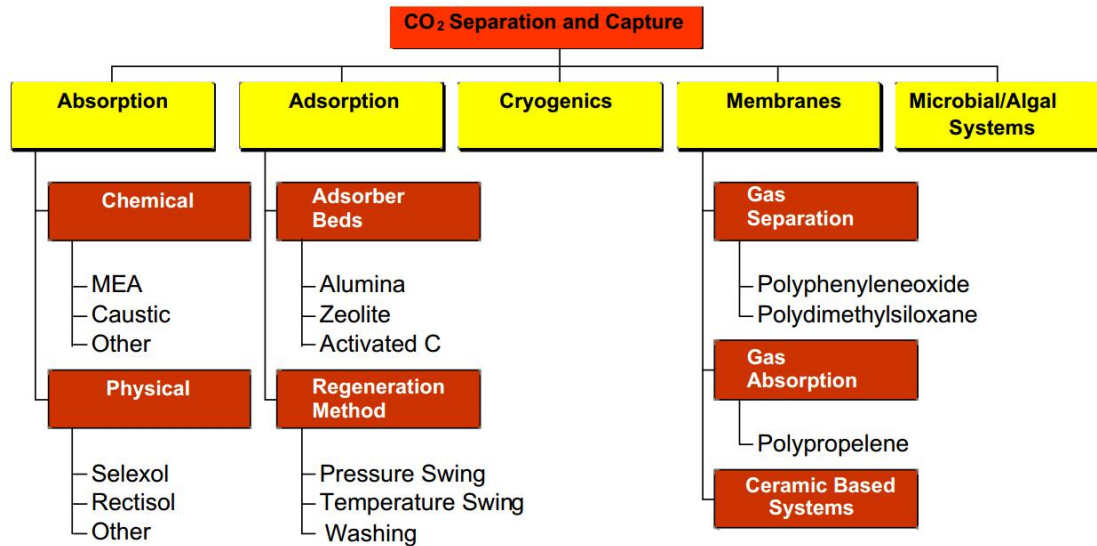 CO₂ Separation and Capture
Absorption
Adsorption
Cryogenics
Membranes
Microbial/Algal
Systems
Chemical
MEA
Caustic
Other
Physical
Selexol
Rectisol
Other
Adsorber
Beds
Alumina
Zeolite
Activated C
Regeneration
Method
Pressure Swing
Temperature Swing
Washing
Gas
Separation
Polyphenyleneoxide
Polydimethylsiloxane
Gas
Absorption
Polypropelene
Ceramic Based
Systems